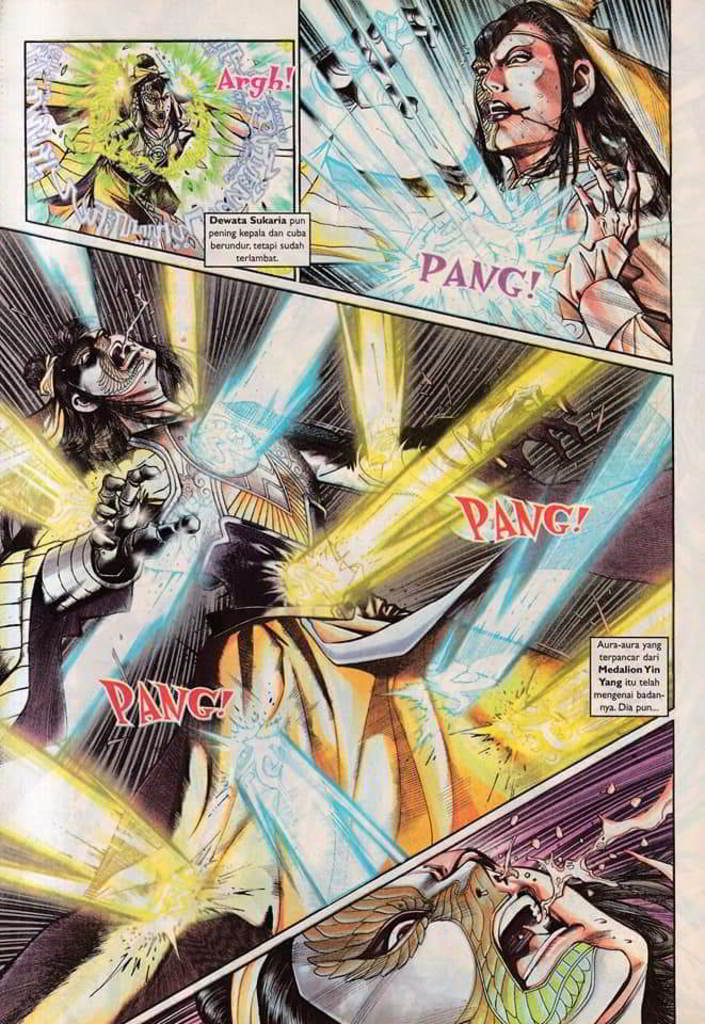 Argh!
Dewata Sukaria pun
pening kepala dan cuba
berundur, tetapi sudah
terlambat.
PANG!
PANG!
PANG!
Aura-aura yang
terpancar dari
Medalion Yin
Yang itu telah
mengenai badan-
nya. Dia pun...